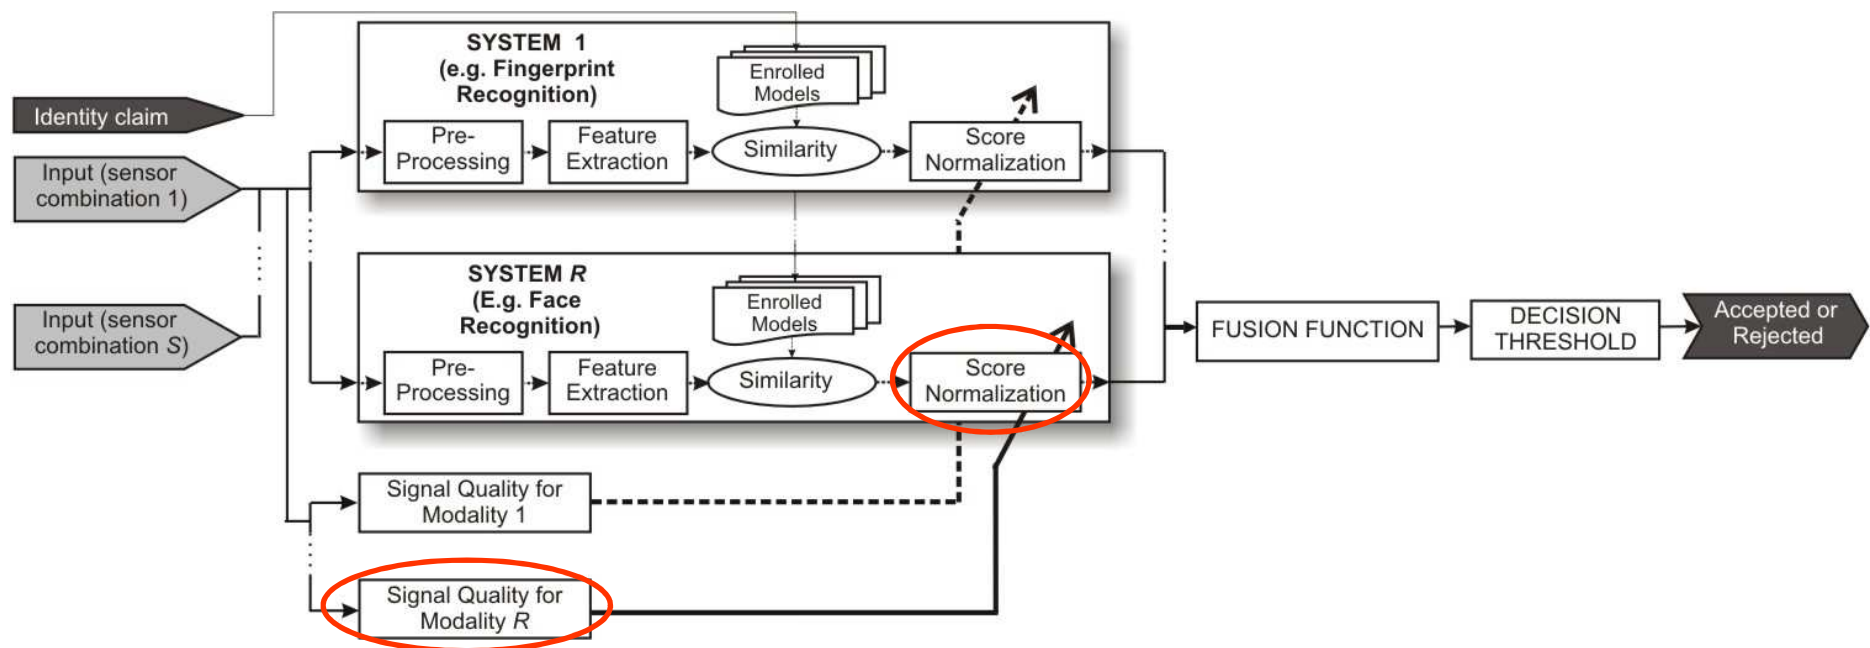 SYSTEM 1
(e.g. Fingerprint
Recognition)
Enrolled
Models
Identity claim
Pre-
Processing
Feature
Extraction
Similarity
Score
Normalization
Input (sensor
combination 1)
SYSTEM R
(E.g. Face
Recognition)
Enrolled
Models
Input (sensor
combination S)
Pre-
Processing
Feature
Extraction
Similarity
Score
Normalization
FUSION FUNCTION
DECISION
THRESHOLD
Accepted or
Rejected
Signal Quality for
Modality 1
Signal Quality for
Modality R